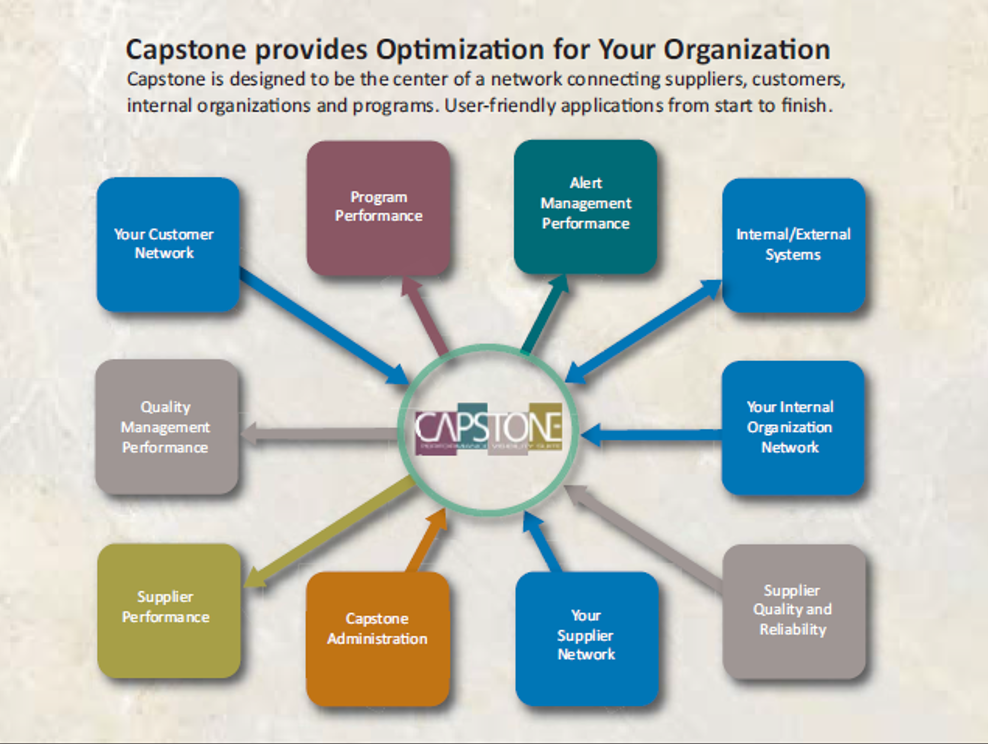 Capstone provides Optimization for Your Organization
Capstone is designed to be the center of a network connecting suppliers, customers,
internal organizations and programs. User-friendly applications from start to finish.
Program
Performance
Alert
Management
Performance
Your Customer
Network
Internal/External
Systems
Quality
Management
Performance
CAPSTONE
Your Internal
Organization
Network
Supplier
Performance
Capstone
Administration
Your
Supplier
Network
Supplier
Quality and
Reliability